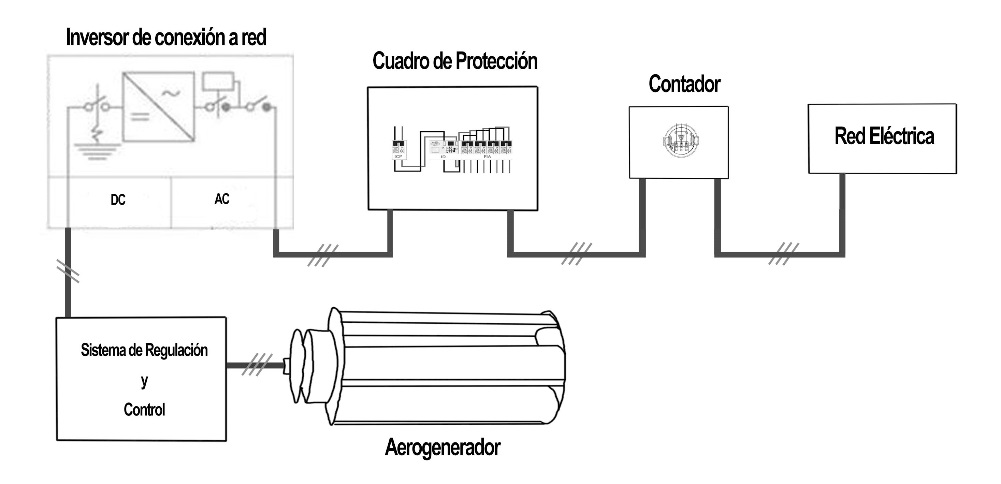 Inversor de conexión a red
Cuadro de Protección
Contador
Red Eléctrica
DC
AC
Sistema de Regulación
y
Control
Aerogenerador